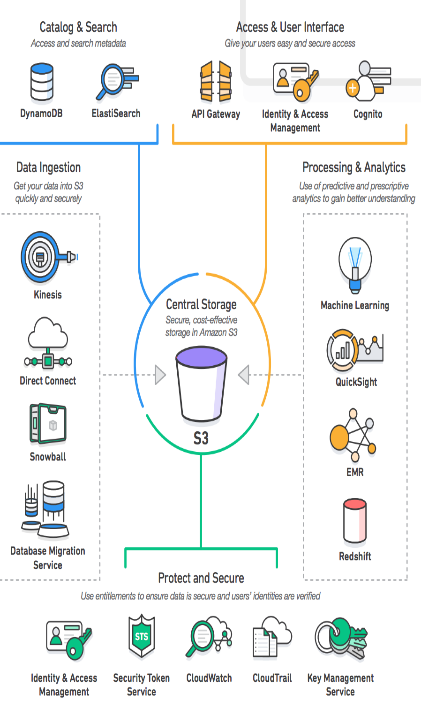 Catalog & Search
Access and search metadata
DynamoDB
ElastiSearch
Access & User Interface
Give your users easy and secure access
API Gateway
Identity & Access
Management
Cognito
Data Ingestion
Get your data into S3
quickly and securely
Kinesis
Direct Connect
Snowball
Database Migration
Service
Central Storage
Secure, cost-effective
storage in Amazon S3
S3
Processing & Analytics
Use of predictive and prescriptive
analytics to gain better understanding
Machine Learning
QuickSight
EMR
Redshift
Protect and Secure
Use entitlements to ensure data is secure and users' identities are verified
Identity & Access
Management
STS
Security Token
Service
CloudWatch
CloudTrail
Key Management
Service